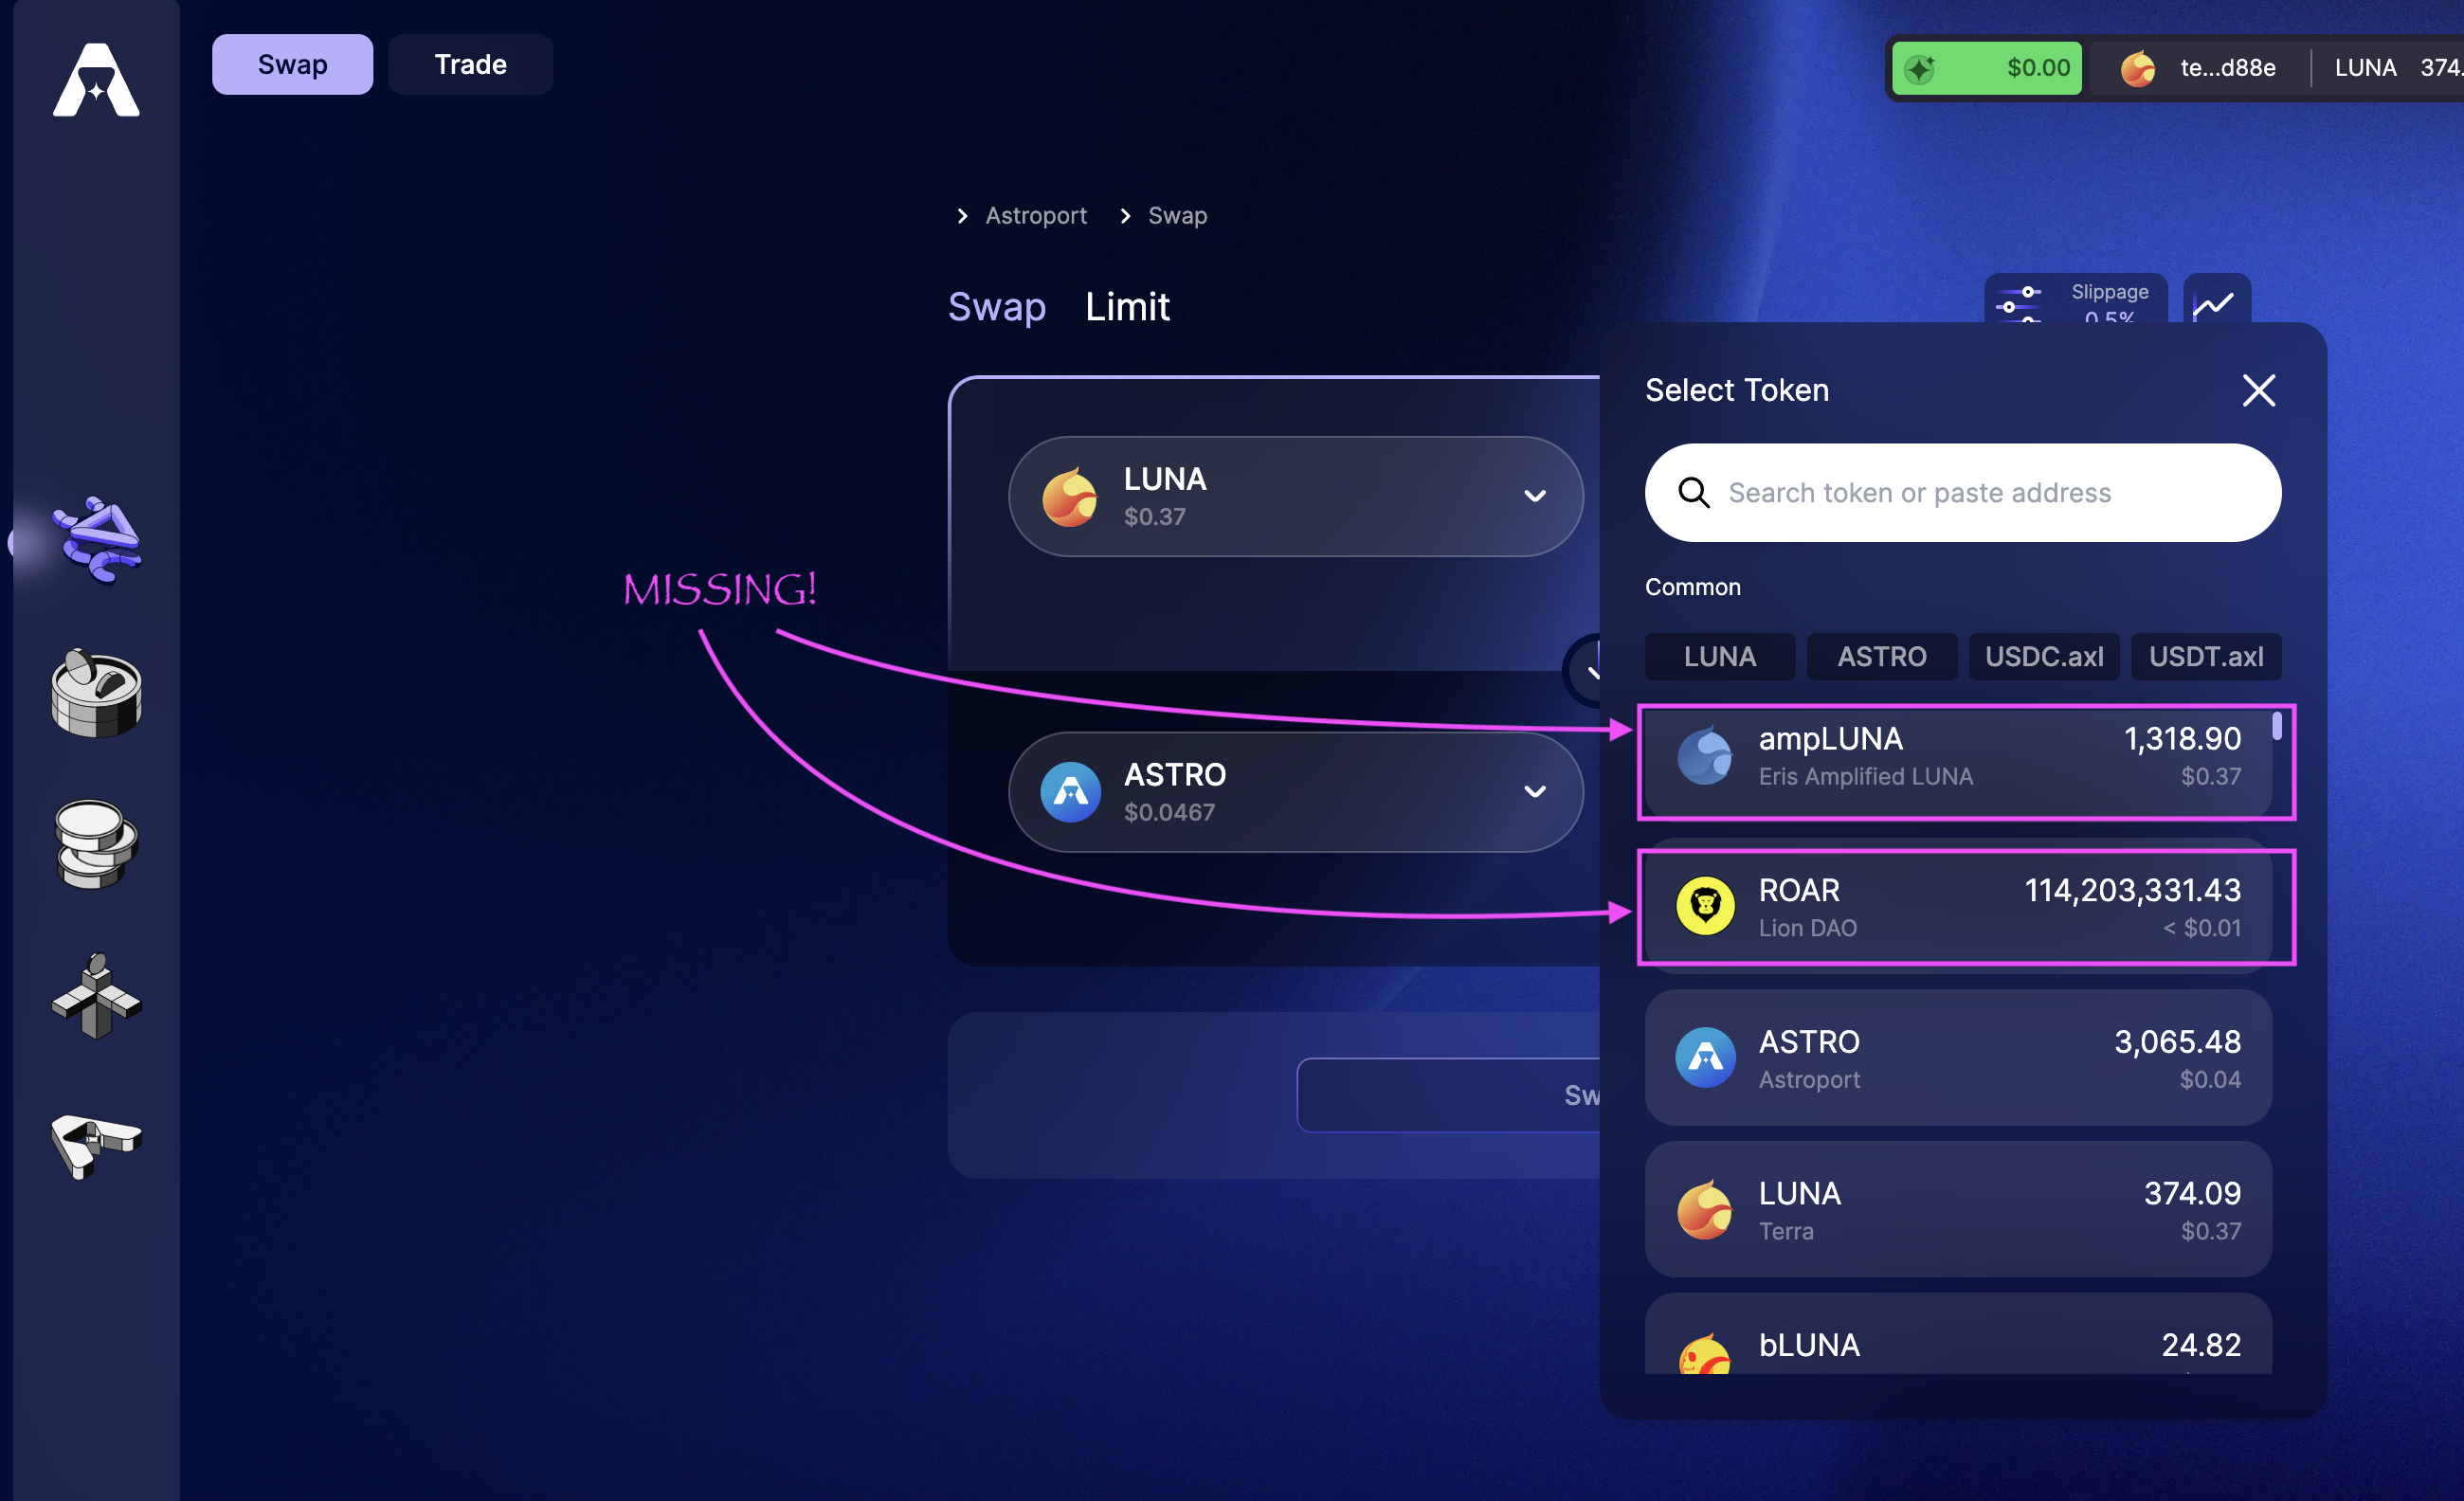 Swap
Trade
$0.00
te...d88e
LUNA 374.
Astroport
Swap
Swap
Limit
Slippage
0.5%
LUNA
$0.37
MISSING!
ASTRO
$0.0467
Sw
Select Token
Search token or paste address
Common
LUNA
ASTRO
USDC.axl
USDT.axl
ampLUNA
1,318.90
Eris Amplified LUNA
$0.37
ROAR
114,203,331.43
Lion DAO
< $0.01
ASTRO
3,065.48
Astroport
$0.04
LUNA
374.09
Terra
$0.37
bLUNA
24.82